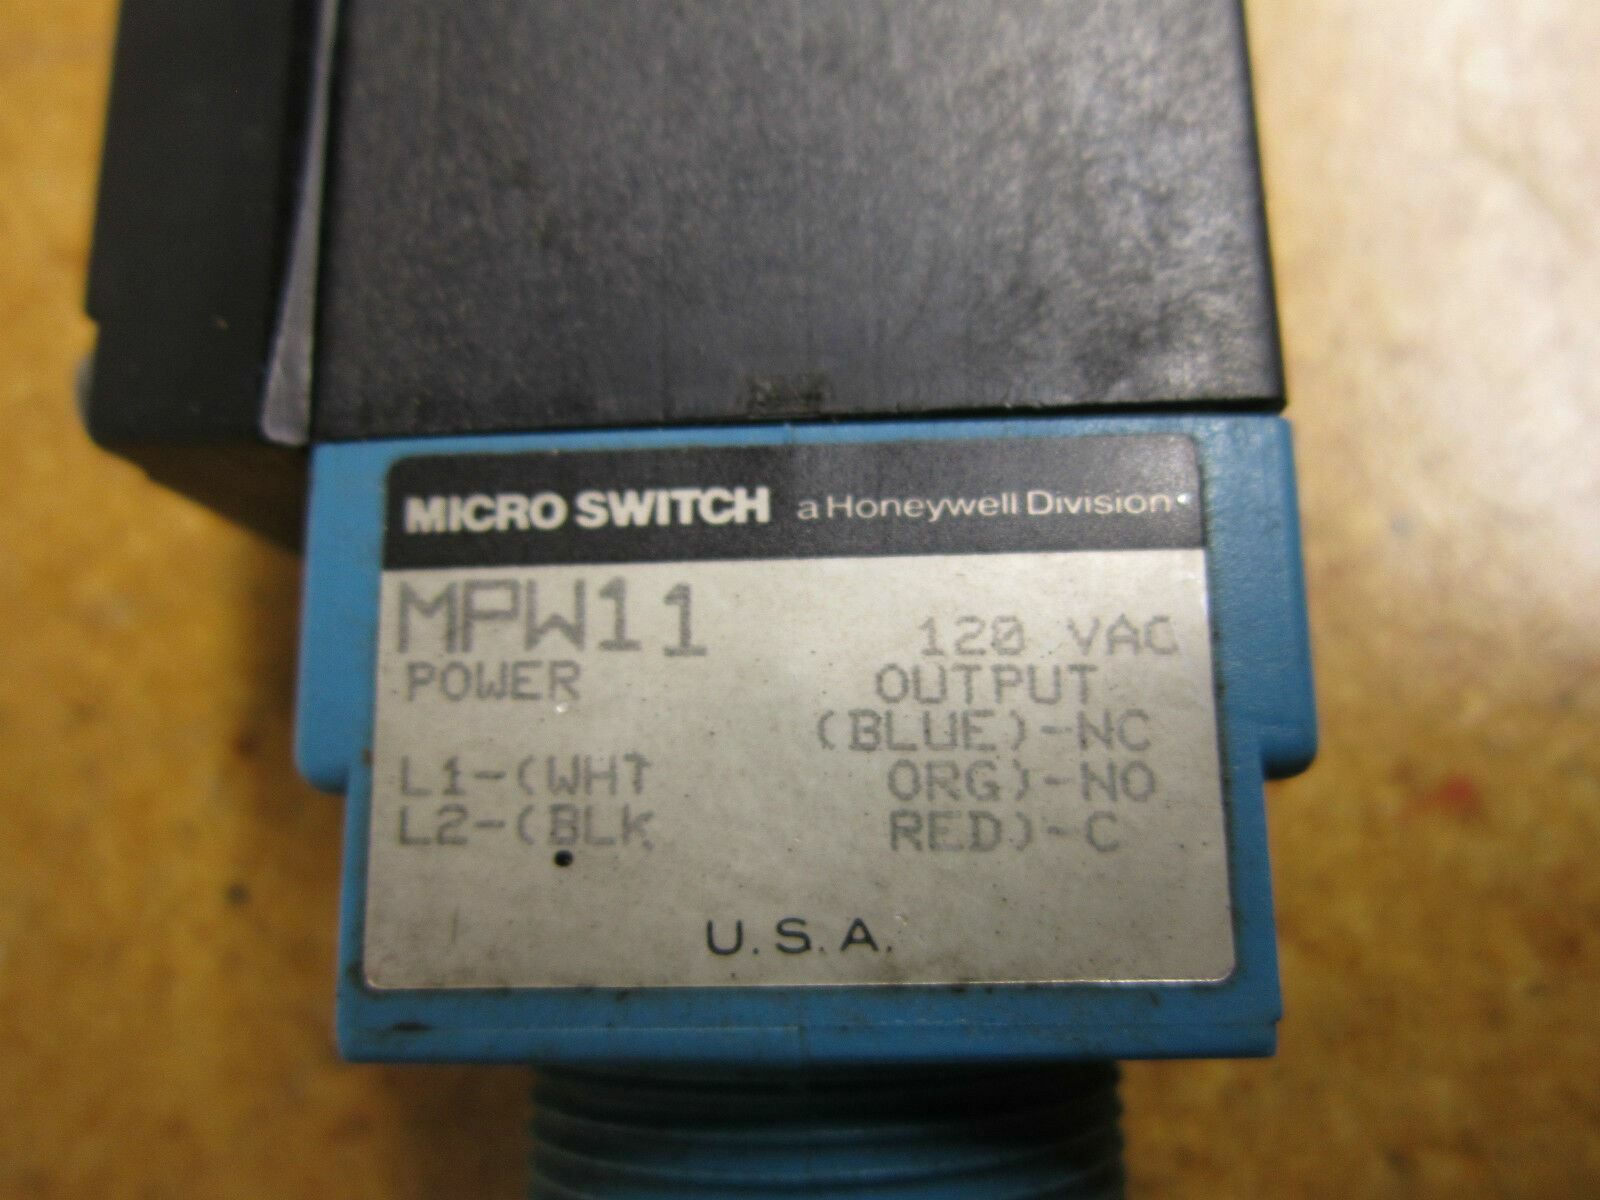 MICRO SWITCH a Honeywell Division
MPW11 120 VAC
POWER OUTPUT
(BLUE)-NC
L1-(WHT ORG)-NO
L2-(BLK RED)-C
U.S.A.